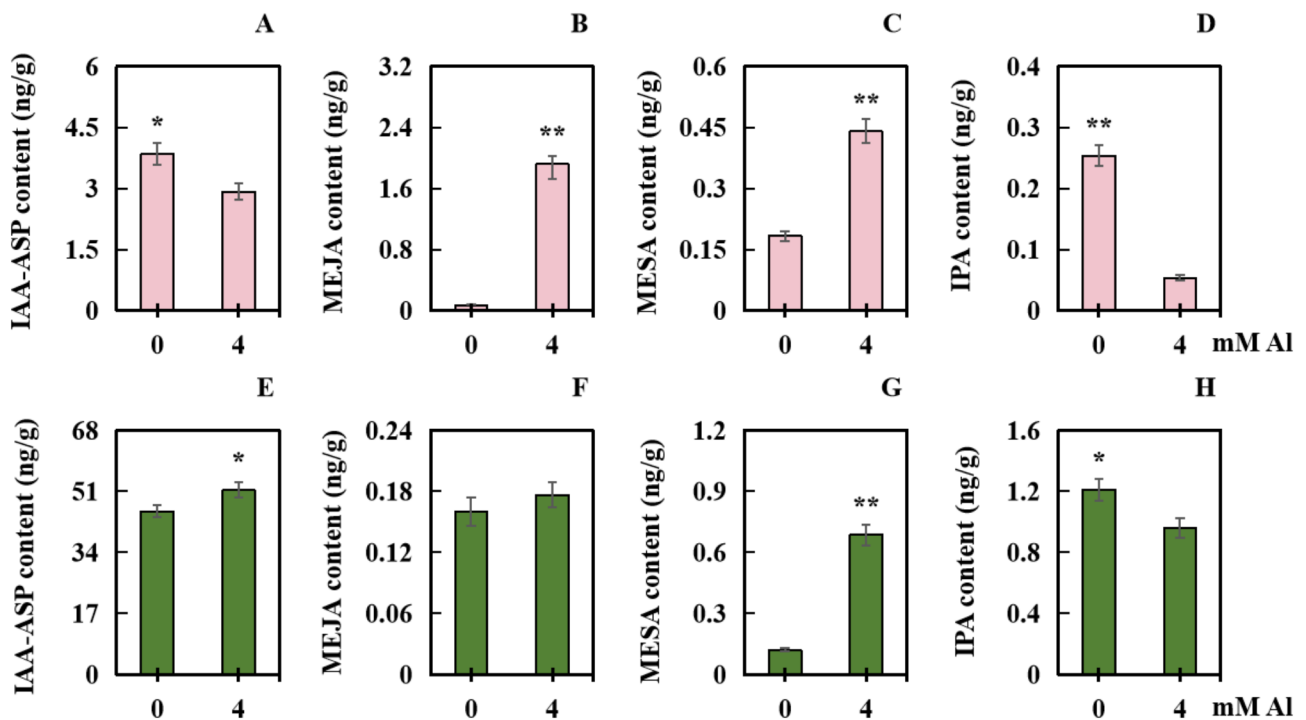 A
IAA-ASP content (ng/g)
6
4.5
3
1.5
0
*
0 4
B
MEJA content (ng/g)
3.2
2.4
1.6
0.8
0
**
0 4
C
MESA content (ng/g)
0.6
0.45
0.3
0.15
0
**
0 4
D
IPA content (ng/g)
0.4
0.3
0.2
0.1
0
**
0 4 mM Al
E
IAA-ASP content (ng/g)
68
51
34
17
0
*
0 4
F
MEJA content (ng/g)
0.24
0.18
0.12
0.06
0
0 4
G
MESA content (ng/g)
1.2
0.9
0.6
0.3
0
**
0 4
H
IPA content (ng/g)
1.6
1.2
0.8
0.4
0
*
0 4 mM Al